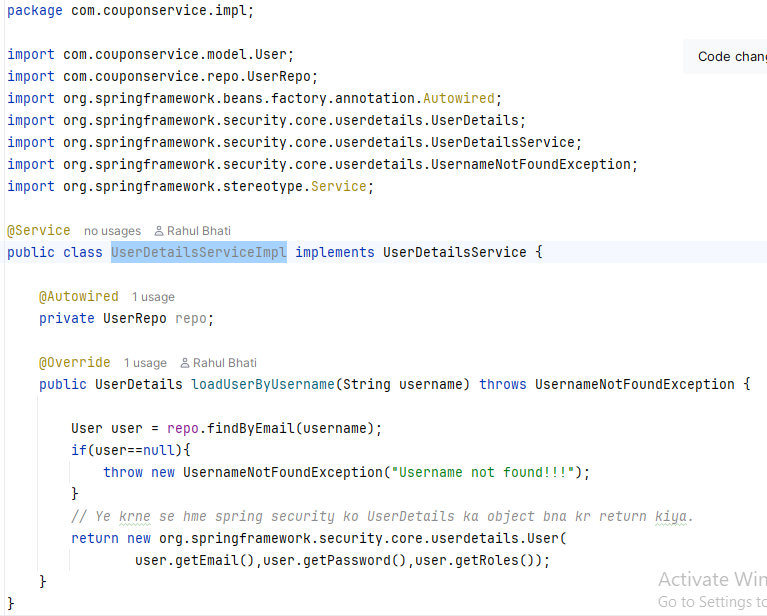 package com.couponservice.impl;
import com.couponservice.model.User;
import com.couponservice.repo.UserRepo;
Code chang
import org.springframework.beans.factory.annotation.Autowired;
import org.springframework.security.core.userdetails.UserDetails;
import org.springframework.security.core.userdetails.UserDetailsService;
import org.springframework.security.core.userdetails.UsernameNotFoundException;
import org.springframework.stereotype.Service;
@Service no usages Rahul Bhati
public class UserDetailsServiceImpl implements UserDetailsService {
@Autowired 1 usage
private UserRepo repo;
@Override 1 usage Rahul Bhati
public UserDetails loadUserByUsername(String username) throws UsernameNotFoundException {
User user = repo.findByEmail(username);
if(user==null){
throw new UsernameNotFoundException("Username not found!!!");
}
// Ye krne se hme spring security ko UserDetails ka object bna kr return kiya.
return new org.springframework.security.core.userdetails.User(
user.getEmail(),user.getPassword(),user.getRoles());
}
}
Activate Win
Go to Settings to